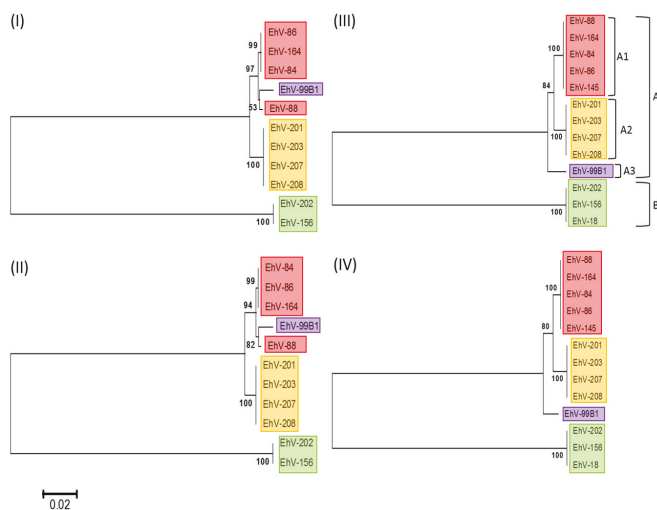 (I)
99
97
53
100
100
EhV-86
EhV-164
EhV-84
EhV-99B1
EhV-88
EhV-201
EhV-203
EhV-207
EhV-208
EhV-202
EhV-156
(III)
100
84
100
100
EhV-88
EhV-164
EhV-84
EhV-86
EhV-145
EhV-201
EhV-203
EhV-207
EhV-208
EhV-99B1
EhV-202
EhV-156
EhV-18
A1
A2
A3
A
B
(II)
99
94
82
100
100
EhV-84
EhV-86
EhV-164
EhV-99B1
EhV-88
EhV-201
EhV-203
EhV-207
EhV-208
EhV-202
EhV-156
(IV)
100
80
100
100
EhV-88
EhV-164
EhV-84
EhV-86
EhV-145
EhV-201
EhV-203
EhV-207
EhV-208
EhV-99B1
EhV-202
EhV-156
EhV-18
0.02